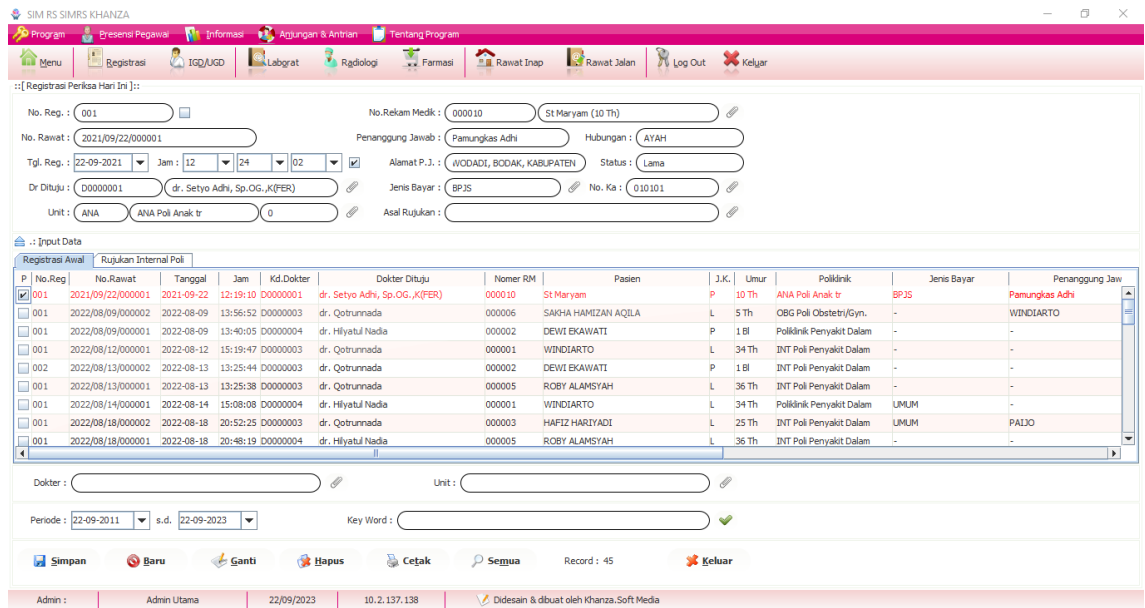 SIM RS SIMRS KHANZA
Program Presensi Pegawai Informasi Anjungan & Antrian Tentang Program
Menu Registrasi IGD/UGD Labgrat Radiologi Farmasi Rawat Inap Rawat Jalan Log Out Keluar
::[ Registrasi Periksa Hari Ini ]::
No. Reg. : 001 No.Rekam Medik : 000010 St Maryam (10 Th)
No. Rawat : 2021/09/22/000001 Penanggung Jawab : Pamungkas Adhi Hubungan : AYAH
Tgl. Reg. : 22-09-2021 Jam : 12 24 02 Alamat P.J. : WODADI, BODAK, KABUPATEN Status : Lama
Dr Dituju : D0000001 dr. Setyo Adhi, Sp.OG.,K(FER) Jenis Bayar : BPJS No. Ka : 010101
Unit : ANA ANA Poli Anak tr 0 Asal Rujukan :
.: Input Data
Registrasi Awal Rujukan Internal Poli
P No.Reg No.Rawat Tanggal Jam Kd.Dokter Dokter Dituju Nomer RM Pasien J.K. Umur Poliklinik Jenis Bayar Penanggung Jaw
001 2021/09/22/000001 2021-09-22 12:19:10 D0000001 dr. Setyo Adhi, Sp.OG.,K(FER) 000010 St Maryam P 10 Th ANA Poli Anak tr BPJS Pamungkas Adhi
001 2022/08/09/000002 2022-08-09 13:56:52 D0000003 dr. Qotrunnada 000006 SAKHA HAMIZAN AQILA L 5 Th OBG Poli Obstetri/Gyn. - WINDIARTO
001 2022/08/09/000001 2022-08-09 13:40:05 D0000004 dr. Hilyatul Nadia 000002 DEWI EKAWATI P 1 Bl Poliklinik Penyakit Dalam - -
001 2022/08/12/000001 2022-08-12 15:19:47 D0000003 dr. Qotrunnada 000001 WINDIARTO L 34 Th INT Poli Penyakit Dalam - -
002 2022/08/13/000002 2022-08-13 13:25:44 D0000003 dr. Qotrunnada 000002 DEWI EKAWATI P 1 Bl INT Poli Penyakit Dalam - -
001 2022/08/13/000001 2022-08-13 13:25:38 D0000003 dr. Qotrunnada 000005 ROBY ALAMSYAH L 36 Th INT Poli Penyakit Dalam - -
001 2022/08/14/000001 2022-08-14 15:08:08 D0000004 dr. Hilyatul Nadia 000001 WINDIARTO L 34 Th Poliklinik Penyakit Dalam UMUM -
001 2022/08/18/000002 2022-08-18 20:52:25 D0000003 dr. Qotrunnada 000003 HAFIZ HARIYADI L 25 Th INT Poli Penyakit Dalam UMUM PAIJO
001 2022/08/18/000001 2022-08-18 20:48:19 D0000004 dr. Hilyatul Nadia 000005 ROBY ALAMSYAH L 36 Th INT Poli Penyakit Dalam - -
Dokter : Unit :
Periode : 22-09-2011 s.d. 22-09-2023 Key Word :
Simpan Baru Ganti Hapus Cetak Semua Record : 45 Keluar
Admin : Admin Utama 22/09/2023 10.2.137.138 Didesain & dibuat oleh Khanza.Soft Media